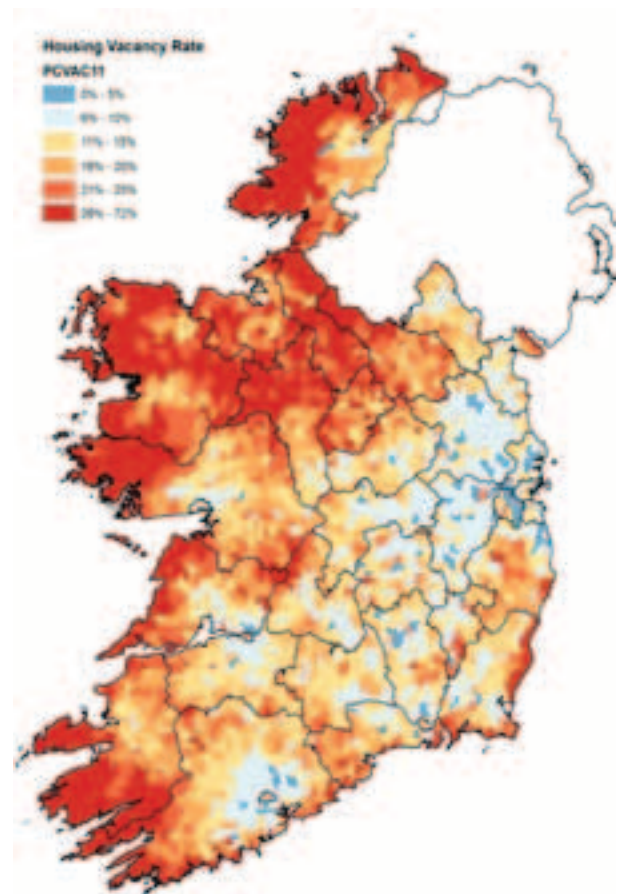 Housing Vacancy Rate
PCVAC11
0% - 5%
6% - 10%
11% - 15%
16% - 20%
21% - 25%
26% - 72%